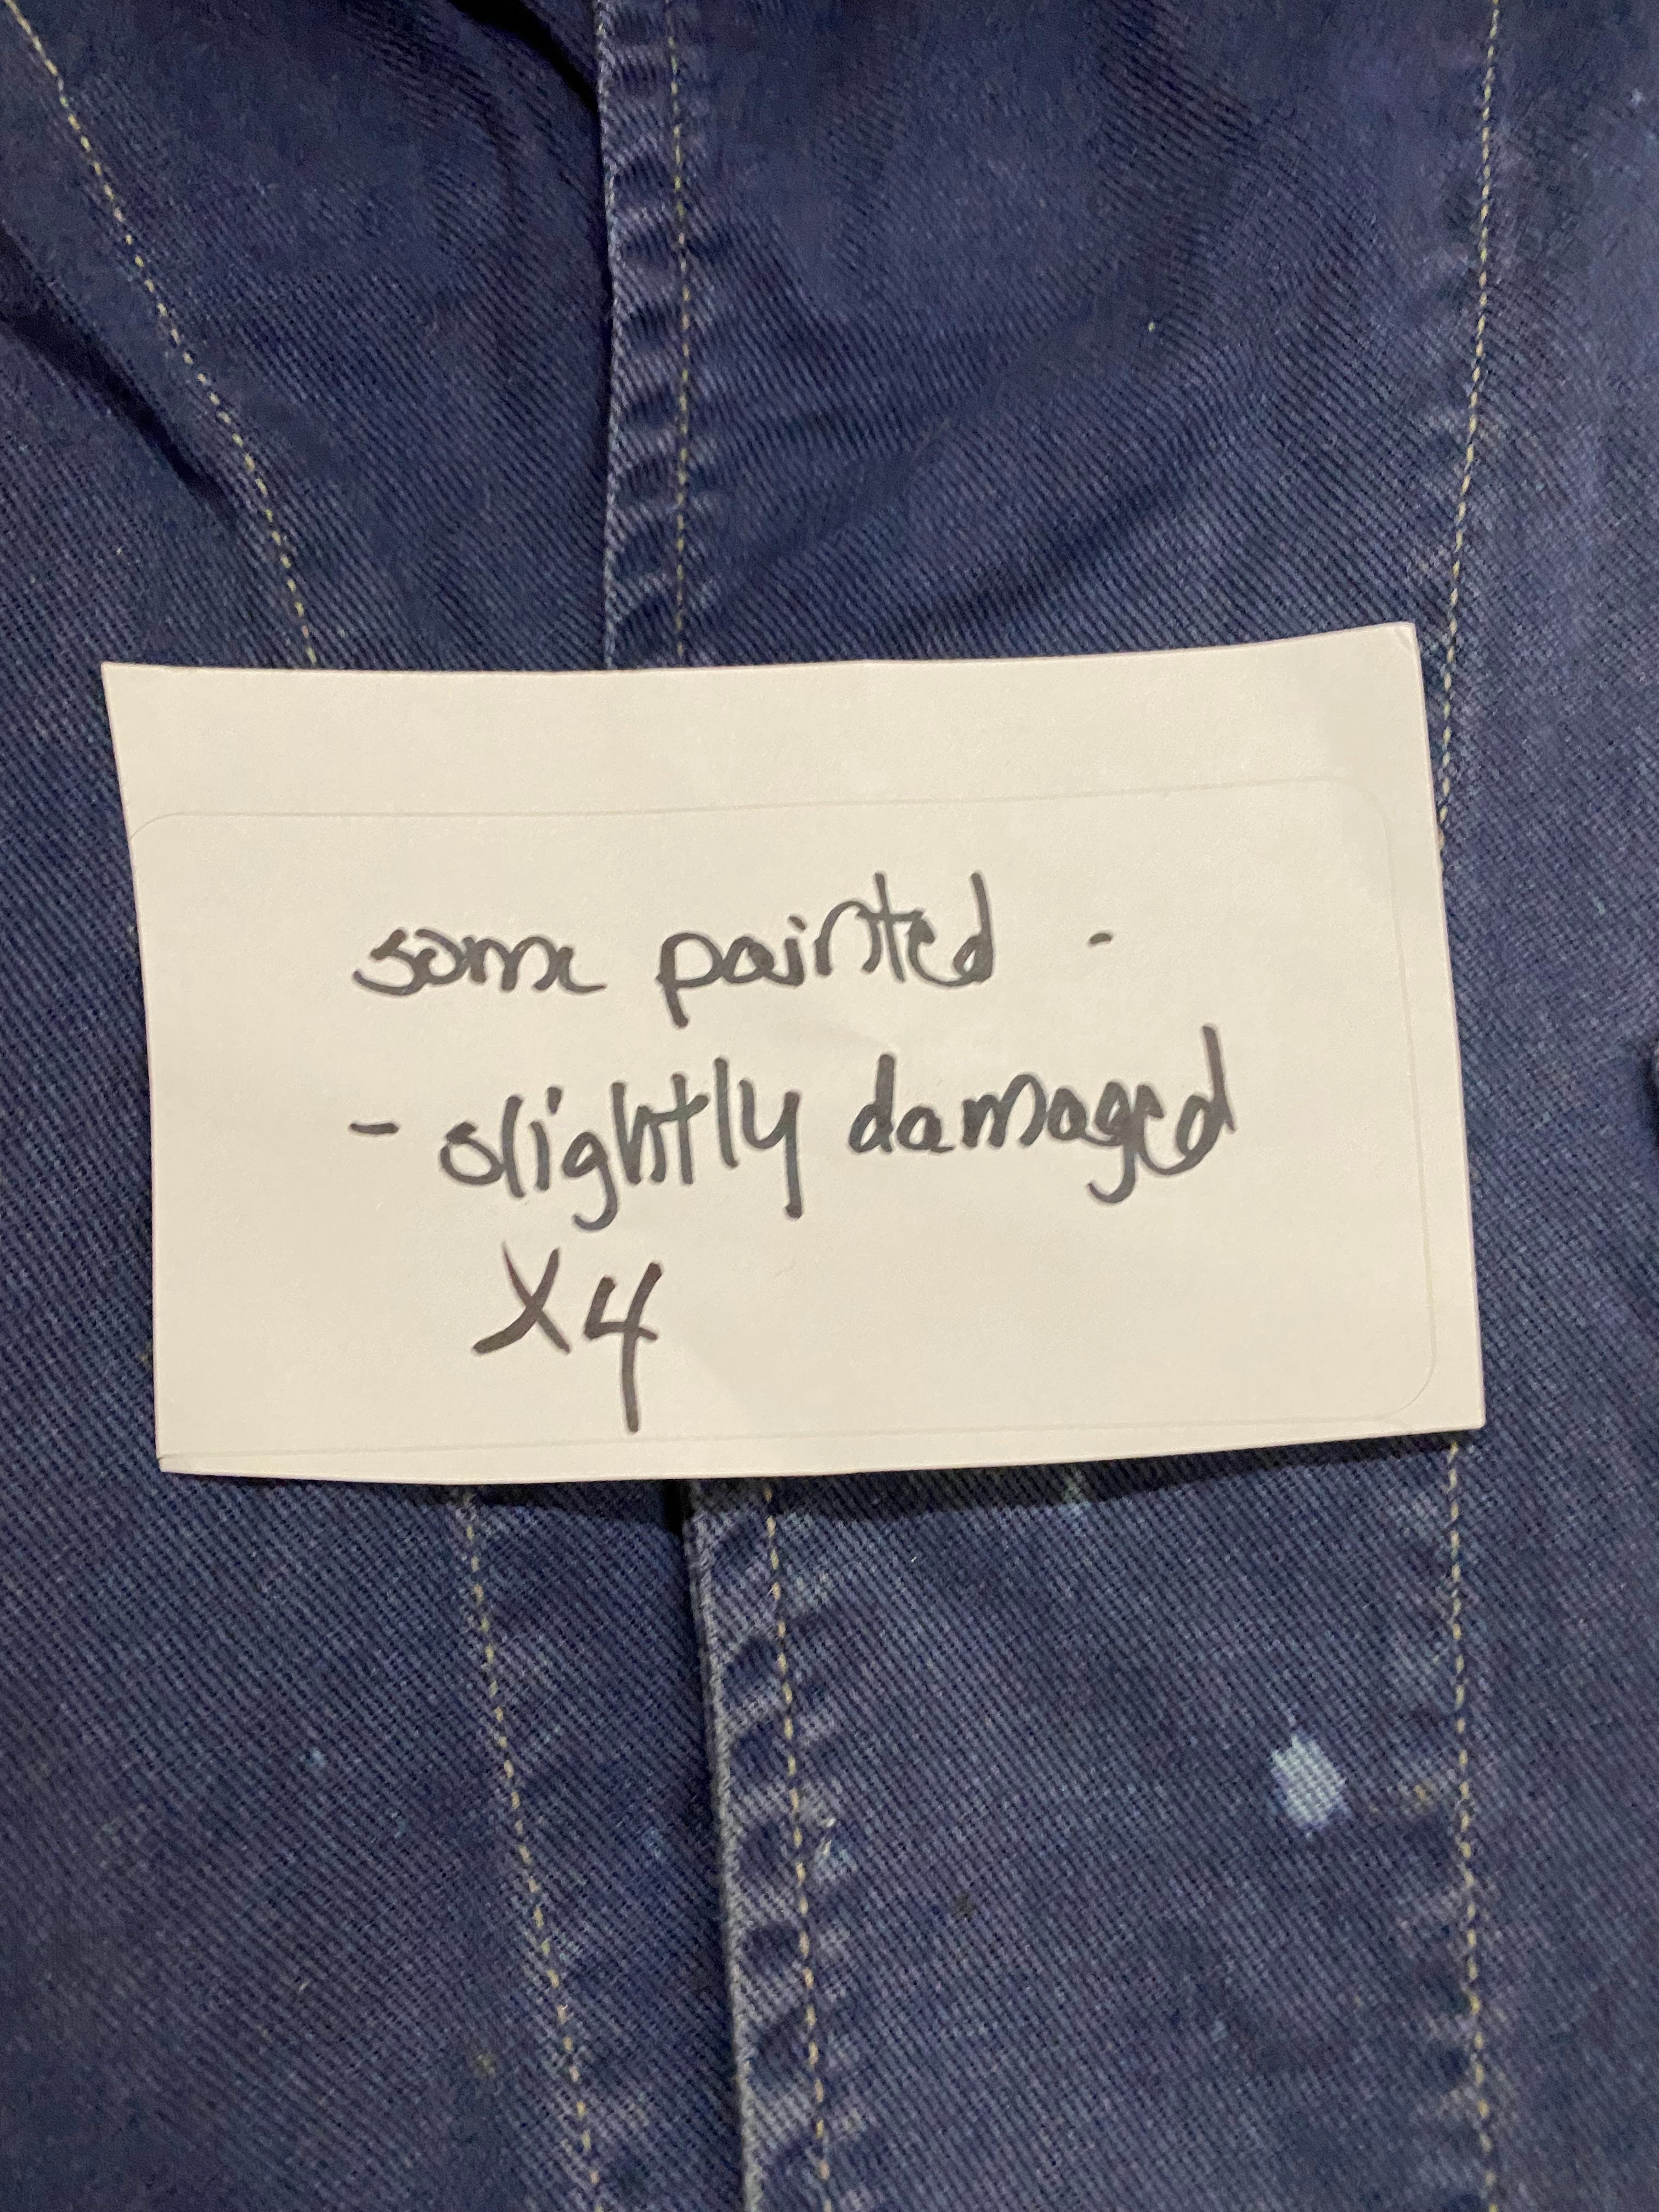 some painted -
- slightly damaged
X4